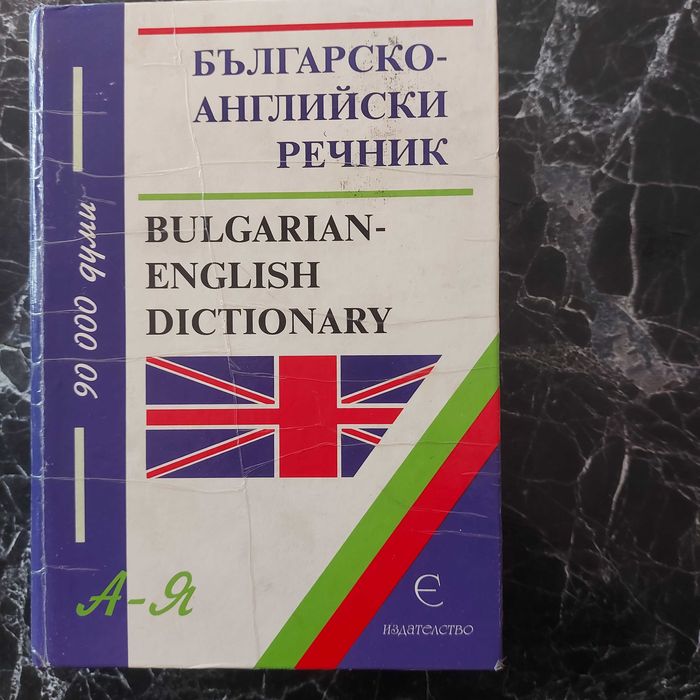 БЪЛГАРСКО-
АНГЛИЙСКИ
РЕЧНИК
BULGARIAN-
ENGLISH
DICTIONARY
90 000 думи
А-Я
Є
ИЗДАТЕЛСТВО